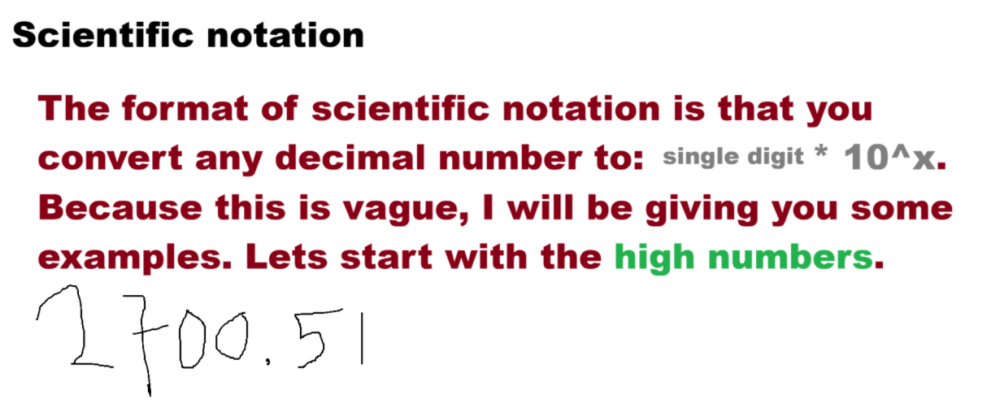 Scientific notation
The format of scientific notation is that you
convert any decimal number to: single digit * 10^x.
Because this is vague, I will be giving you some
examples. Lets start with the high numbers.
2700.51